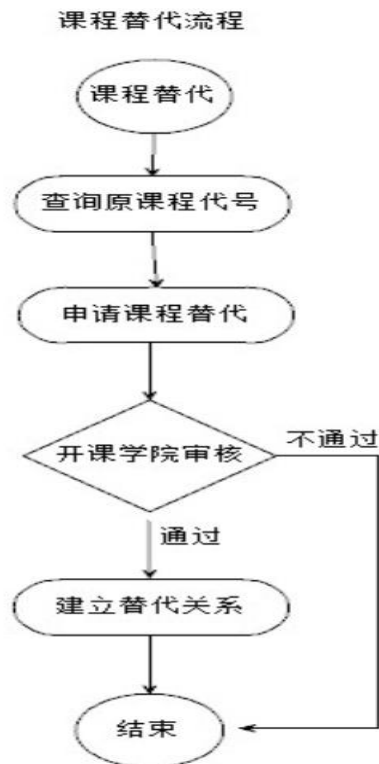 课程替代流程
课程替代
查询原课程代号
申请课程替代
开课学院审核
不通过
通过
建立替代关系
结束